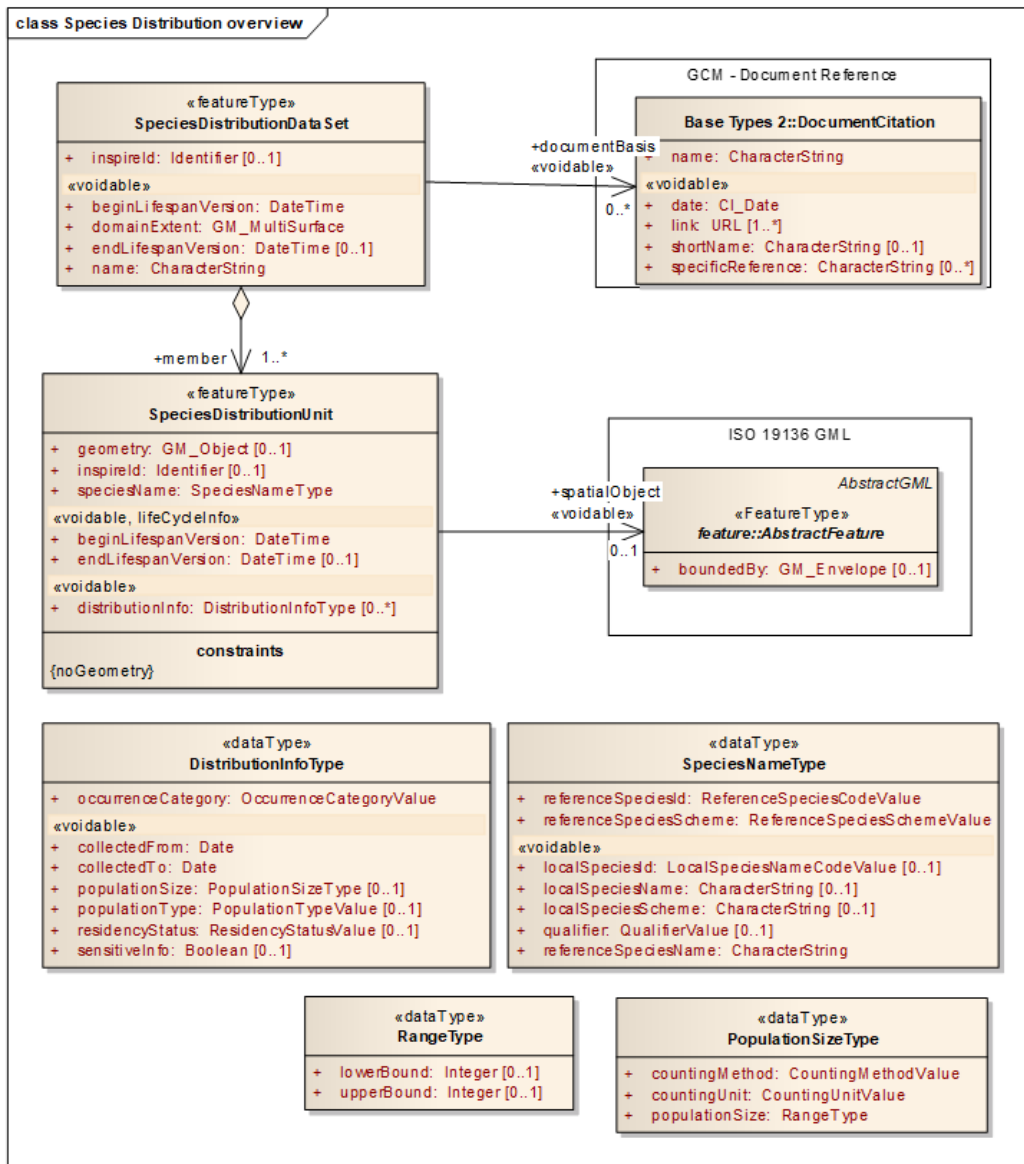 class Species Distribution overview
«featureType»
SpeciesDistributionDataSet
+ inspireId: Identifier [0..1]
«voidable»
+ beginLifespanVersion: DateTime
+ domainExtent: GM_MultiSurface
+ endLifespanVersion: DateTime [0..1]
+ name: CharacterString
GCM - Document Reference
Base Types 2::DocumentCitation
+ name: CharacterString
«voidable»
+ date: CI_Date
+ link: URL [1..*]
+ shortName: CharacterString [0..1]
+ specificReference: CharacterString [0..*]
+documentBasis
«voidable»
0..*
+member 1..*
«featureType»
SpeciesDistributionUnit
+ geometry: GM_Object [0..1]
+ inspireId: Identifier [0..1]
+ speciesName: SpeciesNameType
«voidable, lifeCycleInfo»
+ beginLifespanVersion: DateTime
+ endLifespanVersion: DateTime [0..1]
«voidable»
+ distributionInfo: DistributionInfoType [0..*]
constraints
{noGeometry}
+spatialObject
«voidable»
0..1
ISO 19136 GML
AbstractGML
«FeatureType»
feature::AbstractFeature
+ boundedBy: GM_Envelope [0..1]
«dataType»
DistributionInfoType
+ occurrenceCategory: OccurrenceCategoryValue
«voidable»
+ collectedFrom: Date
+ collectedTo: Date
+ populationSize: PopulationSizeType [0..1]
+ populationType: PopulationTypeValue [0..1]
+ residencyStatus: ResidencyStatusValue [0..1]
+ sensitiveInfo: Boolean [0..1]
«dataType»
SpeciesNameType
+ referenceSpeciesId: ReferenceSpeciesCodeValue
+ referenceSpeciesScheme: ReferenceSpeciesSchemeValue
«voidable»
+ localSpeciesId: LocalSpeciesNameCodeValue [0..1]
+ localSpeciesName: CharacterString [0..1]
+ localSpeciesScheme: CharacterString [0..1]
+ qualifier: QualifierValue [0..1]
+ referenceSpeciesName: CharacterString
«dataType»
RangeType
+ lowerBound: Integer [0..1]
+ upperBound: Integer [0..1]
«dataType»
PopulationSizeType
+ countingMethod: CountingMethodValue
+ countingUnit: CountingUnitValue
+ populationSize: RangeType